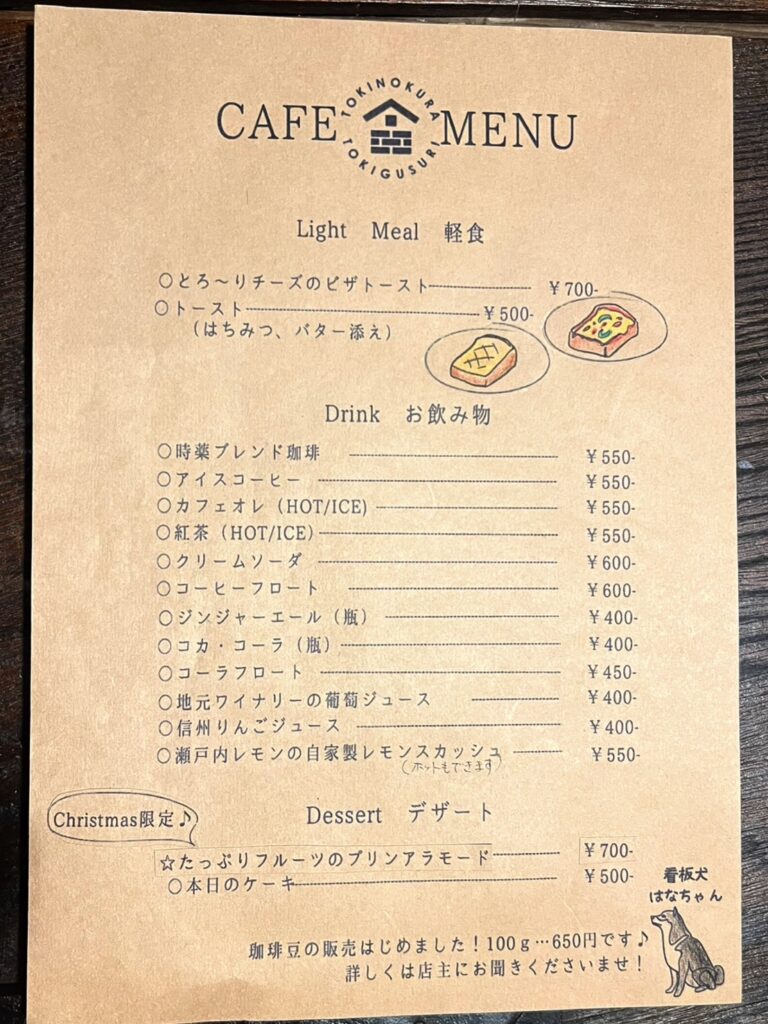 CAFE MENU
TOKINOKURA
TOKIGUSURI
Light Meal 軽食
○とろ〜りチーズのピザトースト ￥700-
○トースト ￥500-
(はちみつ、バター添え)
Drink お飲み物
○時薬ブレンド珈琲 ￥550-
○アイスコーヒー ￥550-
○カフェオレ (HOT/ICE) ￥550-
○紅茶 (HOT/ICE) ￥550-
○クリームソーダ ￥600-
○コーヒーフロート ￥600-
○ジンジャーエール (瓶) ￥400-
○コカ・コーラ (瓶) ￥400-
○コーラフロート ￥450-
○地元ワイナリーの葡萄ジュース ￥400-
○信州りんごジュース ￥400-
○瀬戸内レモンの自家製レモンスカッシュ ￥550-
(ホットもできます)
Christmas限定♪
Dessert デザート
☆たっぷりフルーツのプリンアラモード ￥700-
○本日のケーキ ￥500-
看板犬
はなちゃん
珈琲豆の販売はじめました！100ｇ…650円です♪
詳しくは店主にお聞きくださいませ！